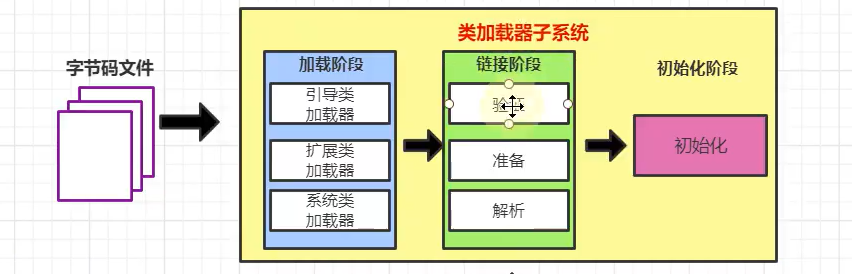 类加载器子系统
字节码文件
加载阶段
引导类
加载器
扩展类
加载器
系统类
加载器
链接阶段
验证
准备
解析
初始化阶段
初始化